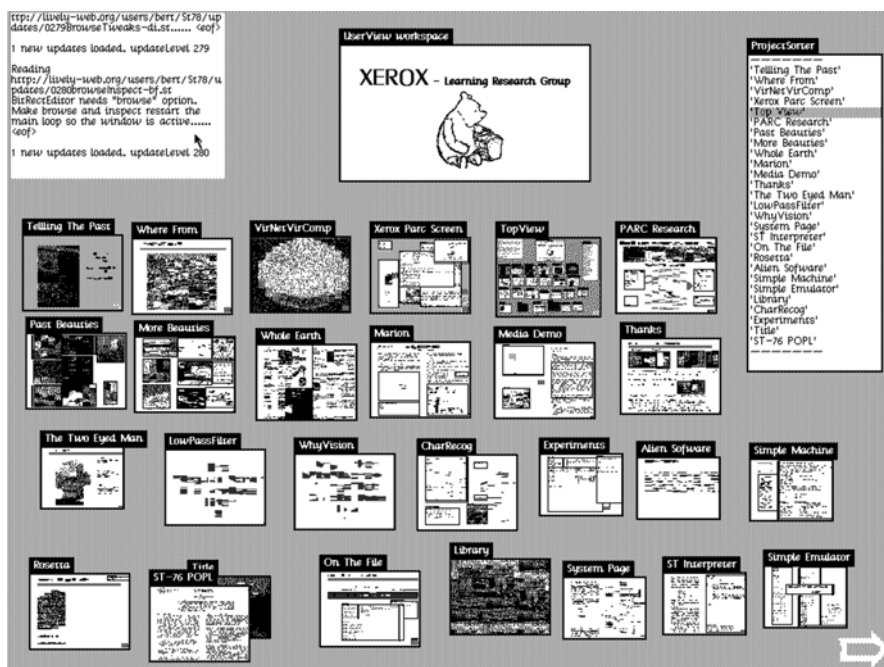 ttp://lively-web.org/users/bert/St78/up
dates/0279BrowseTweaks-di.st...... <eof>
1 new updates loaded. updateLevel 279
Reading
http://lively-web.org/users/bert/St78/u
pdates/0280browseInspect-bf.st
BitRectEditor needs "browse" option.
Make browse and inspect restart the
main loop so the window is active......
<eof>
1 new updates loaded. updateLevel 280
UserView workspace
XEROX - Learning Research Group
ProjectSorter
'Tellling The Past'
'Where From'
'VirNetVirComp'
'Xerox Parc Screen'
'Top View'
'PARC Research'
'Past Beauties'
'More Beauties'
'Whole Earth'
'Marion'
'Media Demo'
'Thanks'
'The Two Eyed Man'
'LowPassFilter'
'WhyVision'
'System Page'
'ST Interpreter'
'On The File'
'Rosetta'
'Alien Sofware'
'Simple Machine'
'Simple Emulator'
'Library'
'CharRecog'
'Experiments'
'Title'
'ST-76 POPL'
Tellling The Past
Where From
VirNetVirComp
Xerox Parc Screen
TopView
PARC Research
Past Beauties
More Beauties
Whole Earth
Marion
Media Demo
Thanks
The Two Eyed Man
LowPassFilter
WhyVision
CharRecog
Experiments
Alien Sofware
Simple Machine
Rosetta
Title
ST-76 POPL
On The File
Library
System Page
ST Interpreter
Simple Emulator